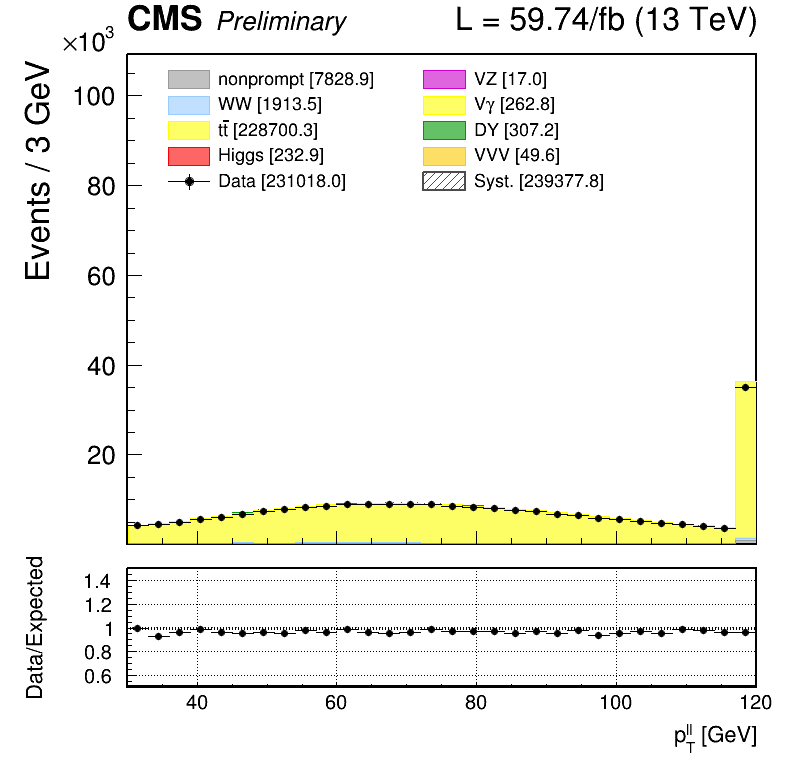 CMS Preliminary L = 59.74/fb (13 TeV)
×10³
Events / 3 GeV
nonprompt [7828.9] VZ [17.0]
WW [1913.5] Vγ [262.8]
tt̄ [228700.3] DY [307.2]
Higgs [232.9] VVV [49.6]
Data [231018.0] Syst. [239377.8]
100
80
60
40
20
Data/Expected
1.4
1.2
1
0.8
0.6
40 60 80 100 120
p_T^ll [GeV]